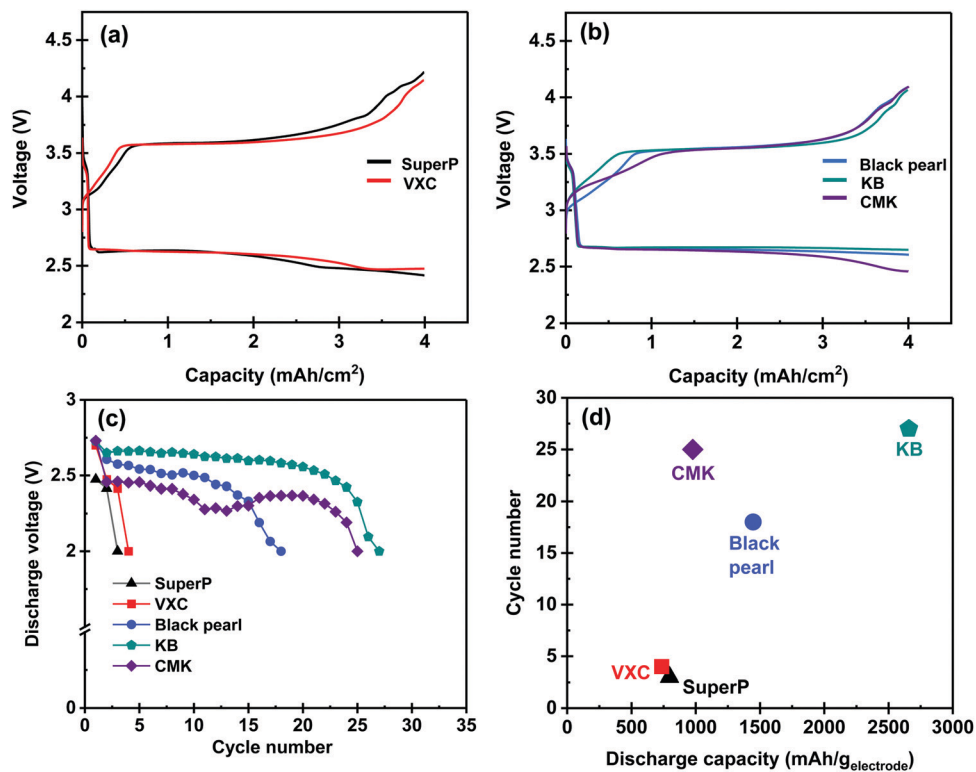 (a)
4.5
4
3.5
3
2.5
2
Voltage (V)
SuperP
VXC
0 1 2 3 4
Capacity (mAh/cm²)
(b)
4.5
4
3.5
3
2.5
2
Voltage (V)
Black pearl
KB
CMK
0 1 2 3 4
Capacity (mAh/cm²)
(c)
3
2.5
2
0
Discharge voltage (V)
SuperP
VXC
Black pearl
KB
CMK
0 5 10 15 20 25 30 35
Cycle number
(d)
30
25
20
15
10
5
0
Cycle number
KB
CMK
Black
pearl
VXC
SuperP
0 500 1000 1500 2000 2500 3000
Discharge capacity (mAh/gelectrode)